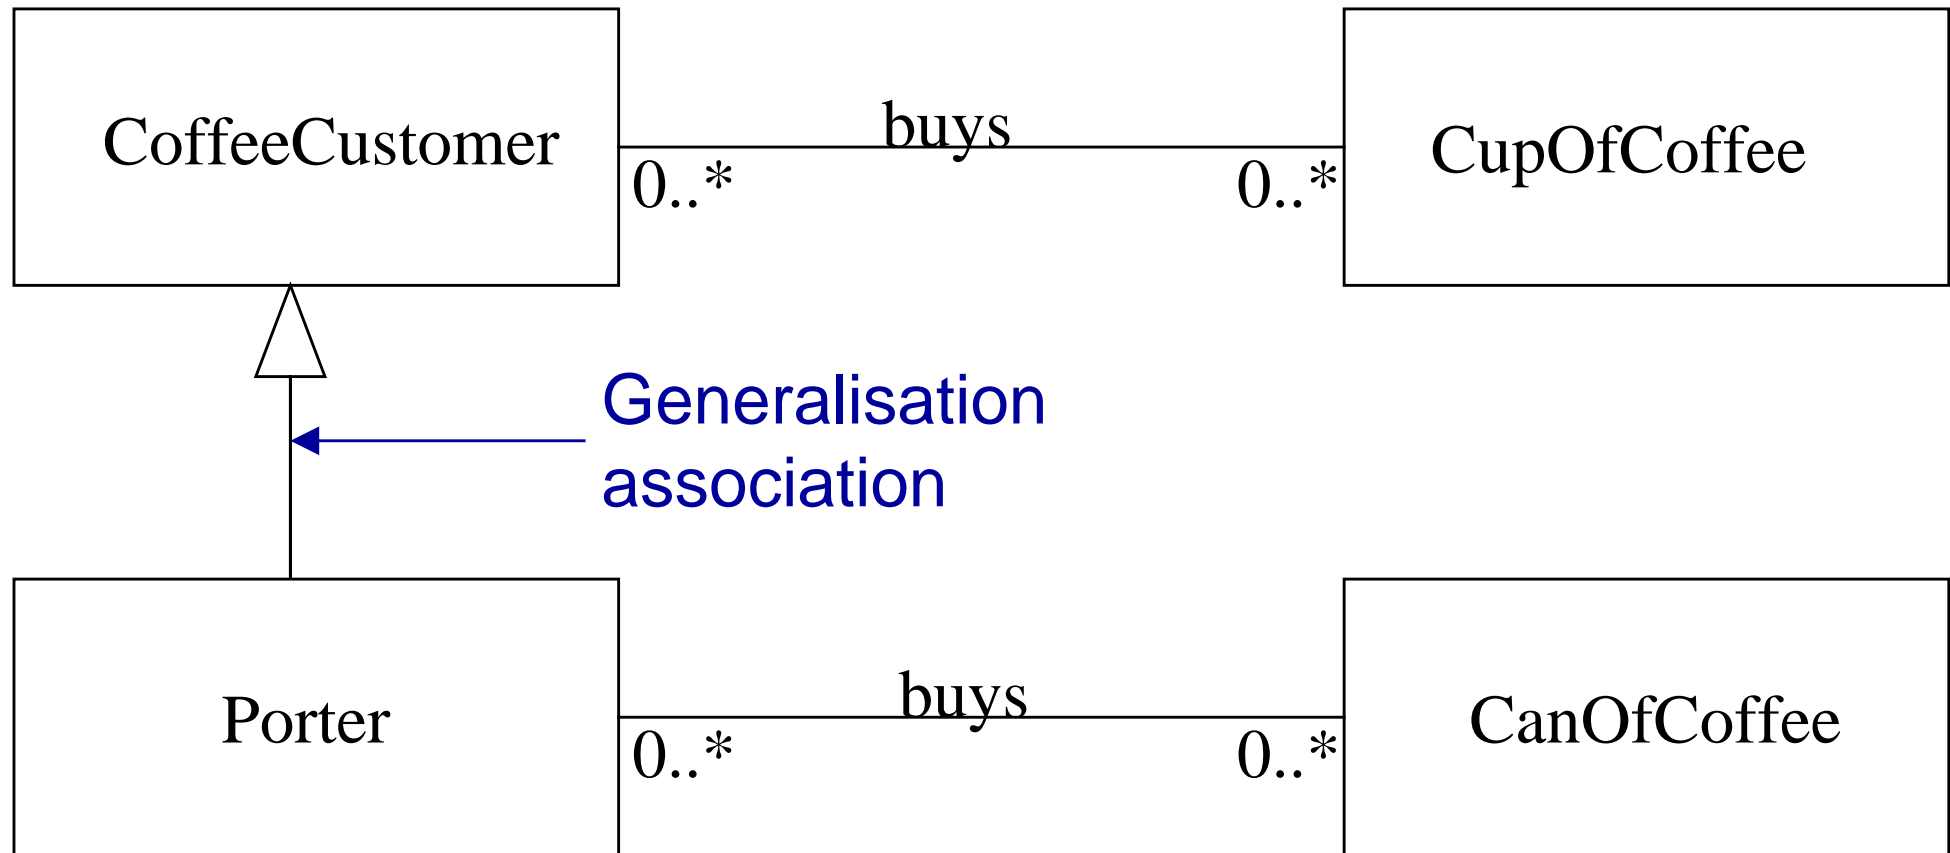 CoffeeCustomer
buys
CupOfCoffee
0..*
0..*
Generalisation
association
Porter
buys
CanOfCoffee
0..*
0..*